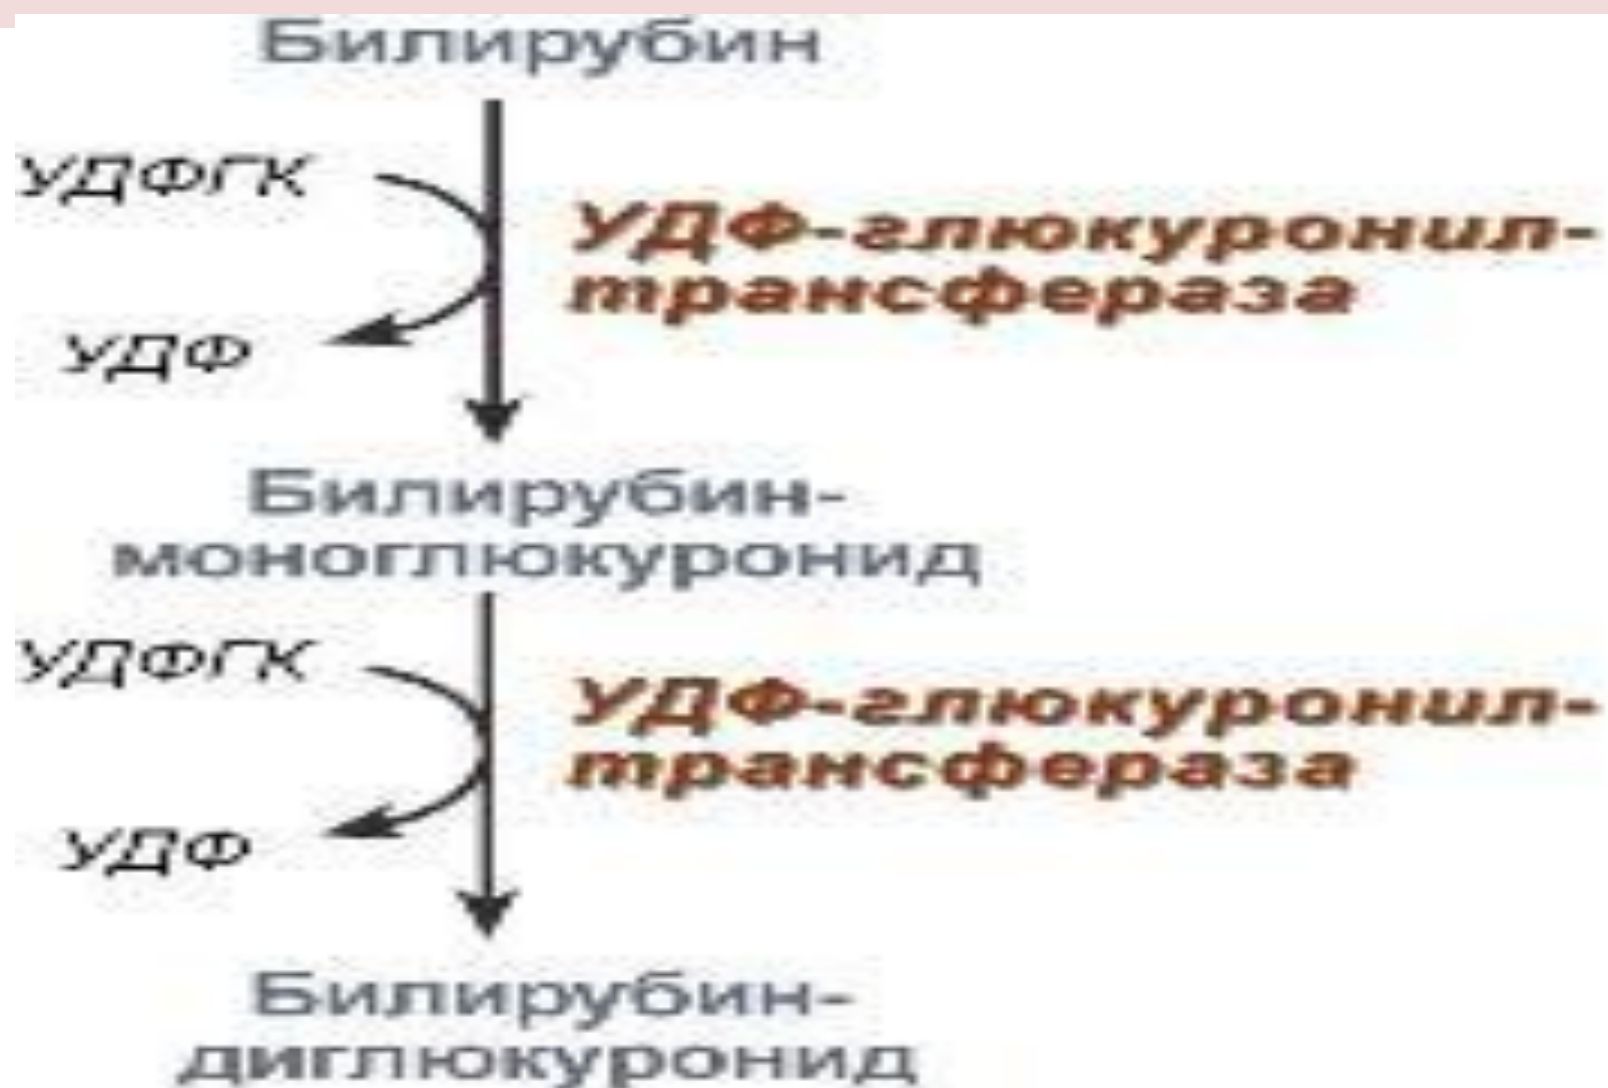 Билирубин
УДФГК
УДФ-глюкуронил-
трансфераза
УДФ
Билирубин-
моноглюкуронид
УДФГК
УДФ-глюкуронил-
трансфераза
УДФ
Билирубин-
диглюкуронид